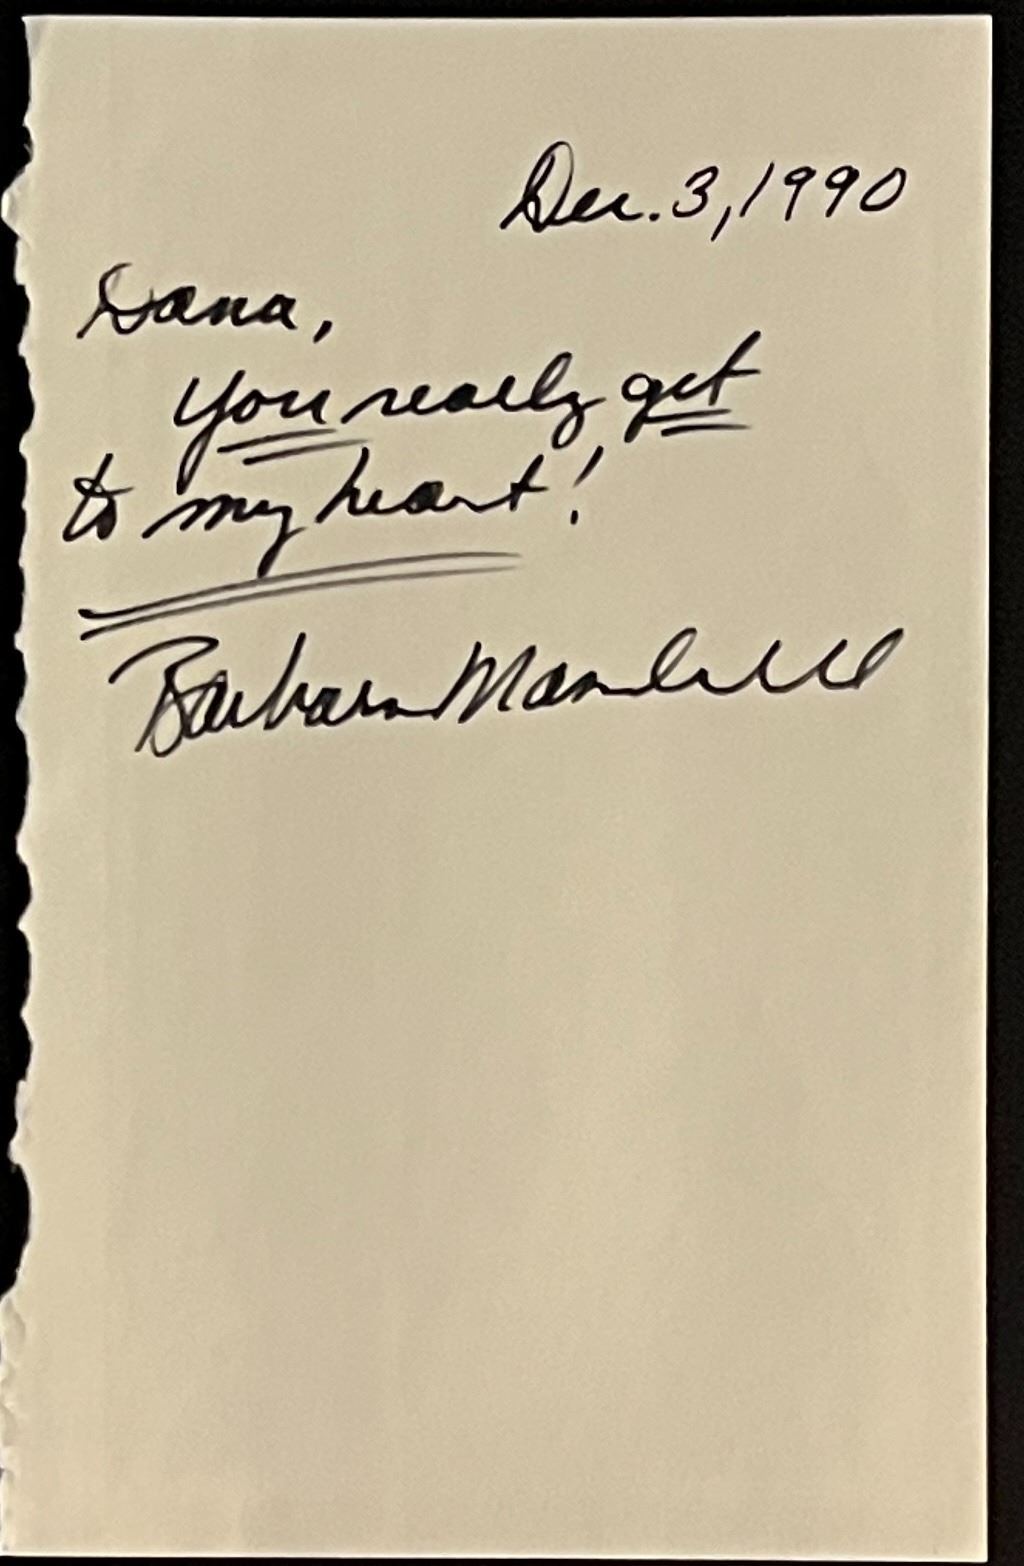 Dec. 3, 1990
Dana,
You really get
to my heart!
Barbara Mandrell